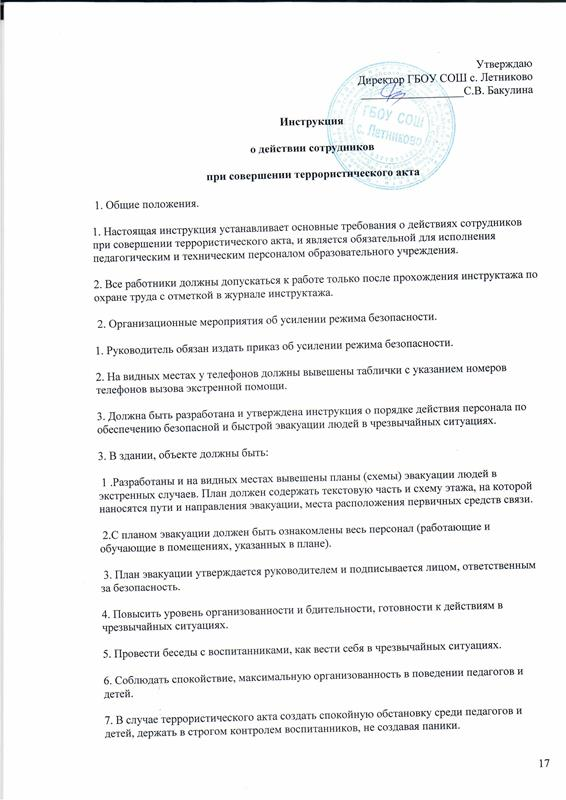 Утверждаю
Директор ГБОУ СОШ с. Летниково
С.В. Бакулина
ГБОУ СОШ
с. Летниково
Инструкция
о действии сотрудников
при совершении террористического акта
1. Общие положения.
1. Настоящая инструкция устанавливает основные требования о действиях сотрудников
при совершении террористического акта, и является обязательной для исполнения
педагогическим и техническим персоналом образовательного учреждения.
2. Все работники должны допускаться к работе только после прохождения инструктажа по
охране труда с отметкой в журнале инструктажа.
2. Организационные мероприятия об усилении режима безопасности.
1. Руководитель обязан издать приказ об усилении режима безопасности.
2. На видных местах у телефонов должны вывешены таблички с указанием номеров
телефонов вызова экстренной помощи.
3. Должна быть разработана и утверждена инструкция о порядке действия персонала по
обеспечению безопасной и быстрой эвакуации людей в чрезвычайных ситуациях.
3. В здании, объекте должны быть:
1 .Разработаны и на видных местах вывешены планы (схемы) эвакуации людей в
экстренных случаев. План должен содержать текстовую часть и схему этажа, на которой
наносятся пути и направления эвакуации, места расположения первичных средств связи.
2.С планом эвакуации должен быть ознакомлены весь персонал (работающие и
обучающие в помещениях, указанных в плане).
3. План эвакуации утверждается руководителем и подписывается лицом, ответственным
за безопасность.
4. Повысить уровень организованности и бдительности, готовности к действиям в
чрезвычайных ситуациях.
5. Провести беседы с воспитанниками, как вести себя в чрезвычайных ситуациях.
6. Соблюдать спокойствие, максимальную организованность в поведении педагогов и
детей.
7. В случае террористического акта создать спокойную обстановку среди педагогов и
детей, держать в строгом контролем воспитанников, не создавая паники.
17